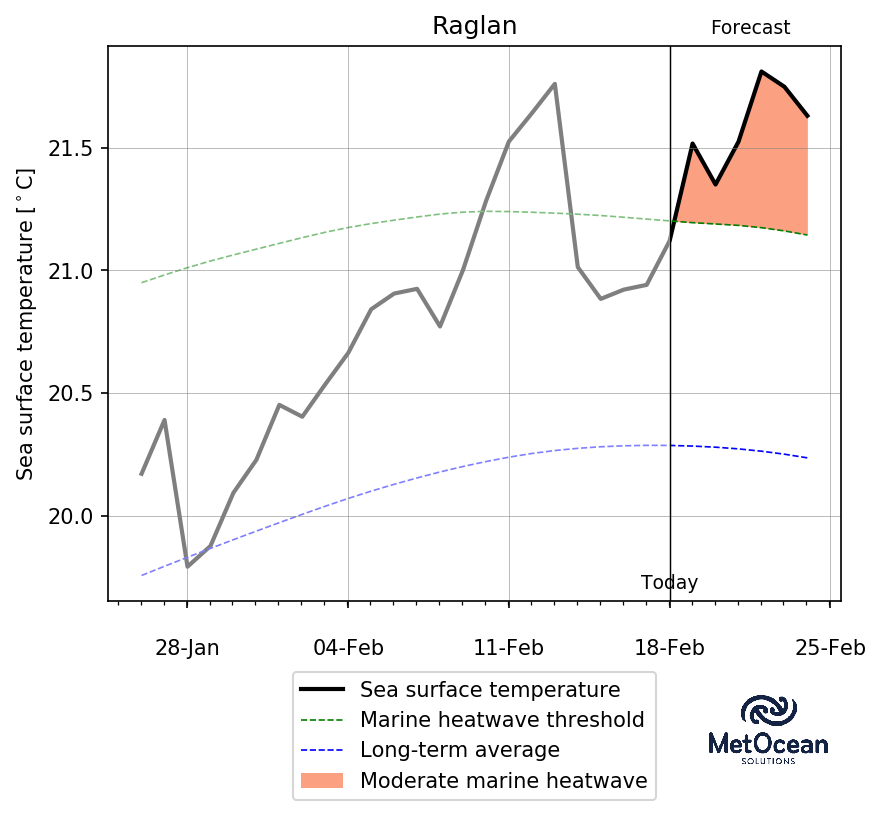 Raglan
Forecast
Sea surface temperature [°C]
21.5
21.0
20.5
20.0
Today
28-Jan 04-Feb 11-Feb 18-Feb 25-Feb
Sea surface temperature
Marine heatwave threshold
Long-term average
Moderate marine heatwave
MetOcean
SOLUTIONS